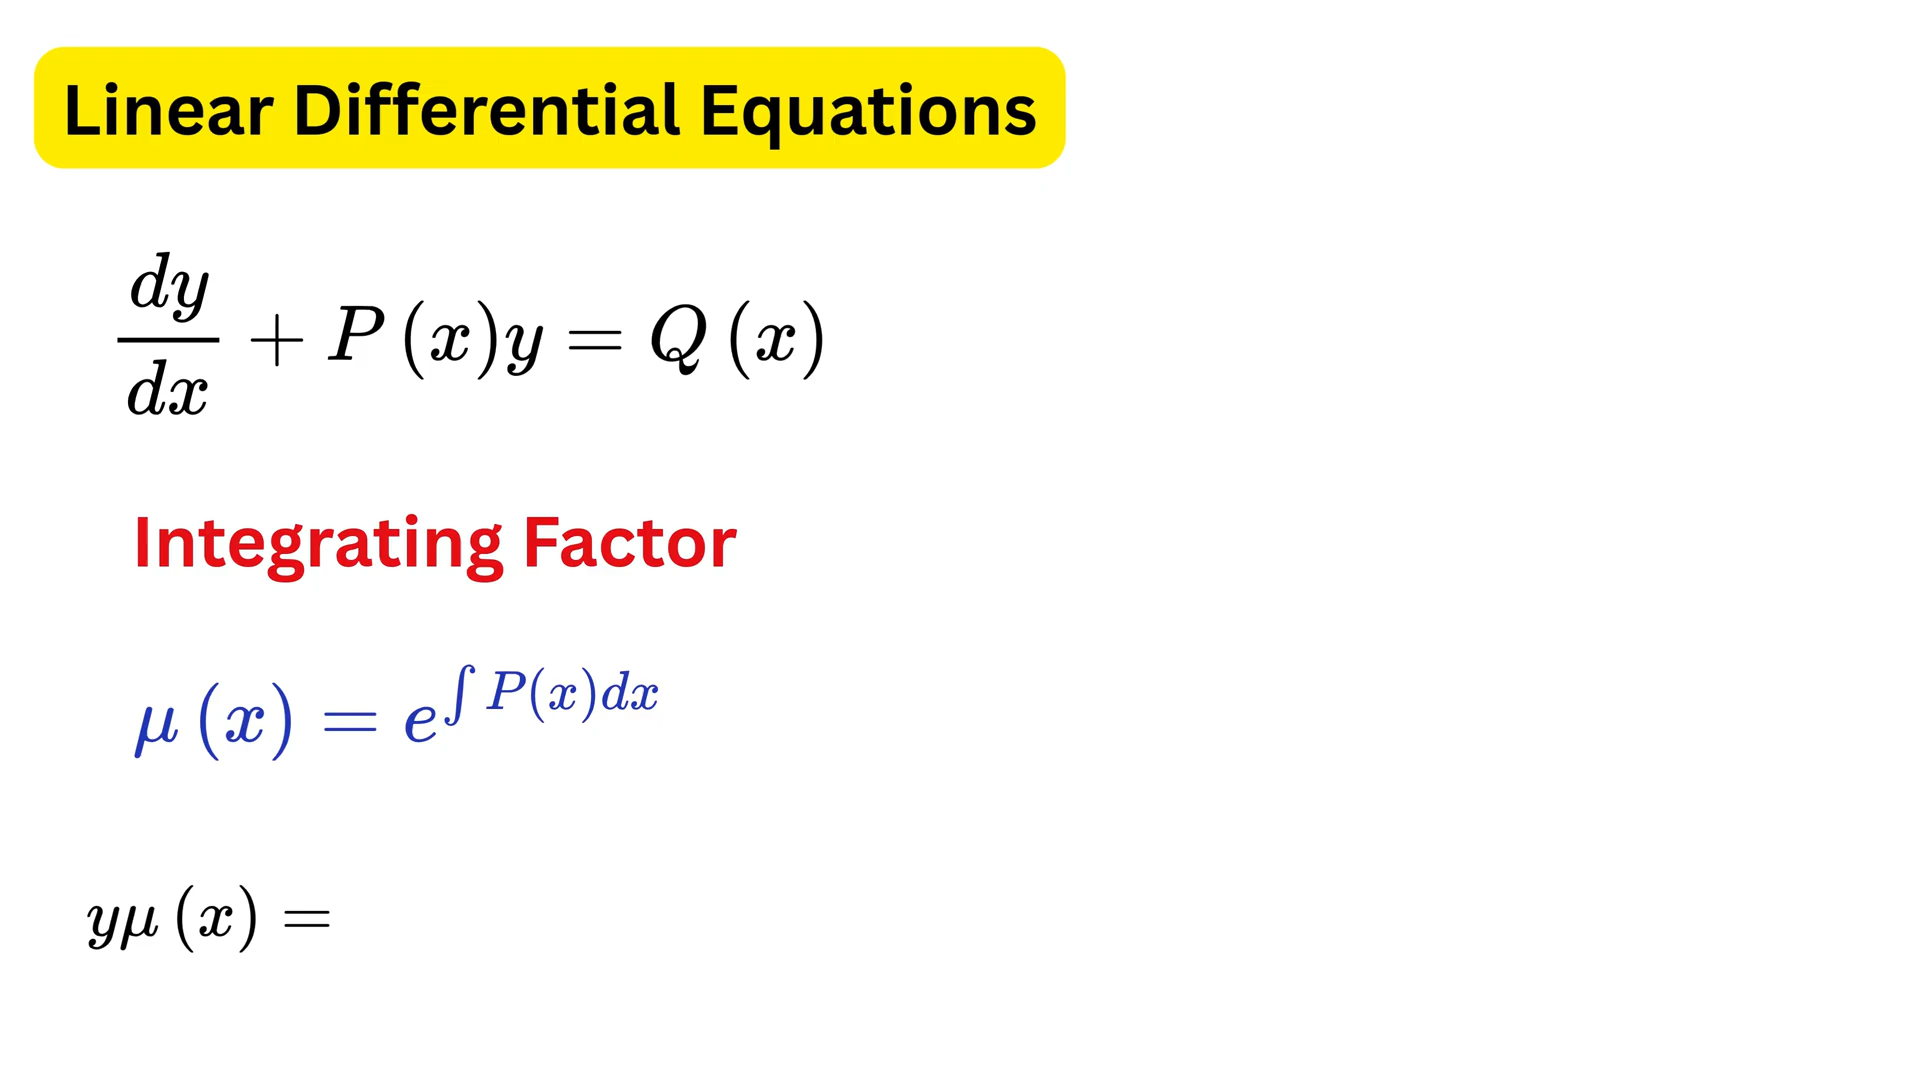 Linear Differential Equations
dy/dx + P(x)y = Q(x)
Integrating Factor
μ(x) = e^∫P(x)dx
yμ(x) =